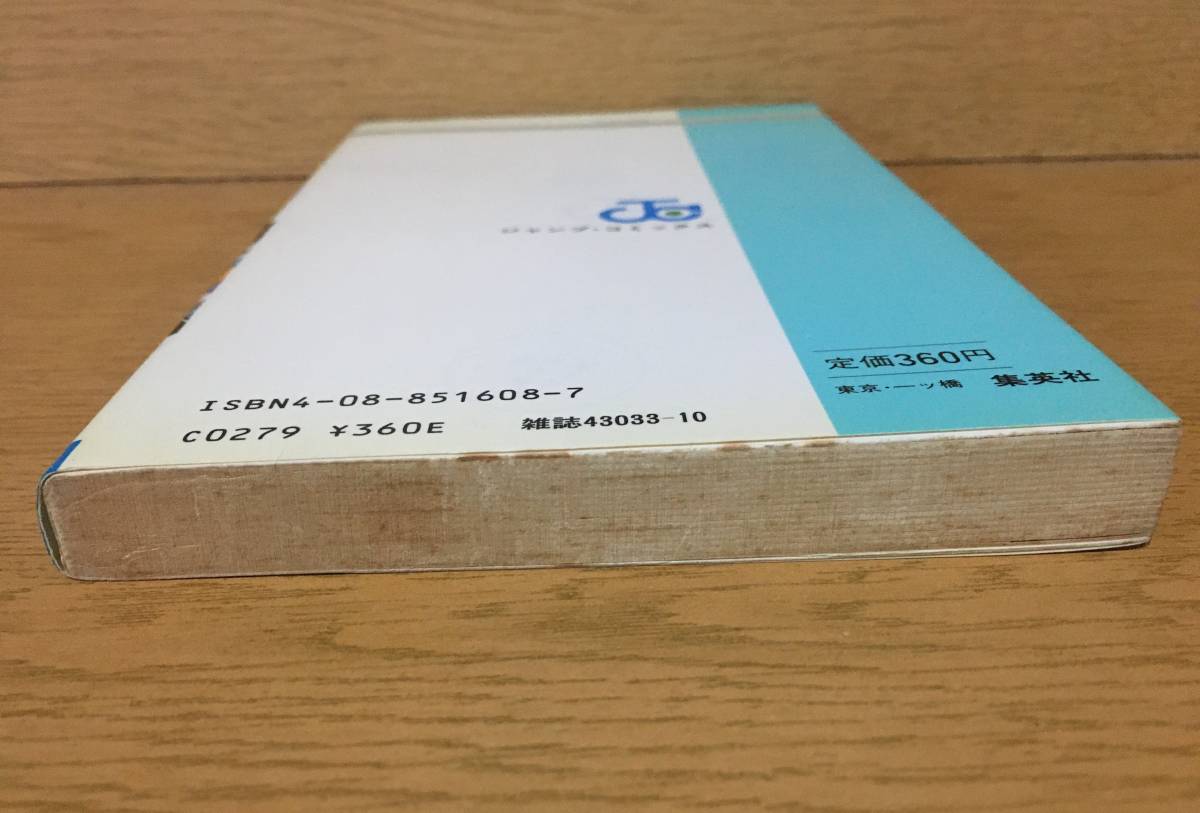 ジャンプ・コミックス
定価360円
東京・一ツ橋 集英社
ISBN4-08-851608-7
C0279 ¥360E 雑誌43033-10